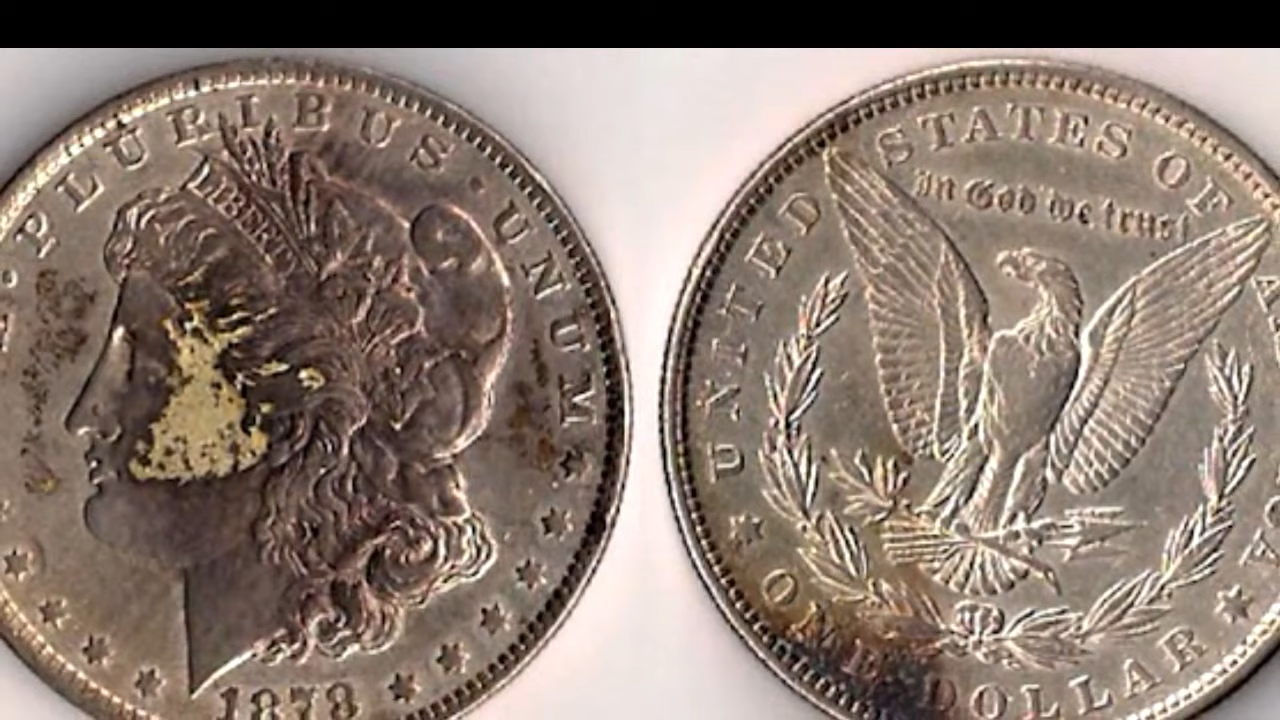 PLURIBUS · UNUM
LIBERTY
1878
UNITED STATES OF
In God we trust
ONE DOLLAR